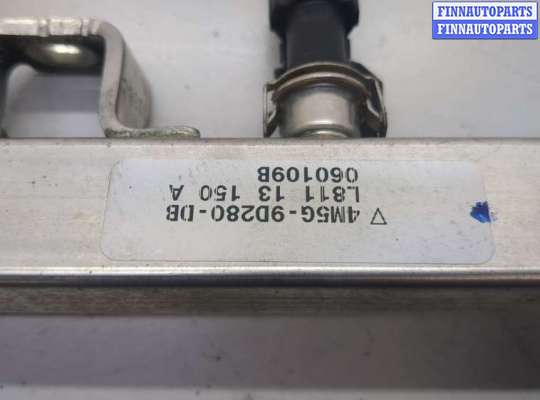 FINNAUTOPARTS
FINNAUTOPARTS
▽ 4M5G-9D280-DB
L811 13 150 A
060109B